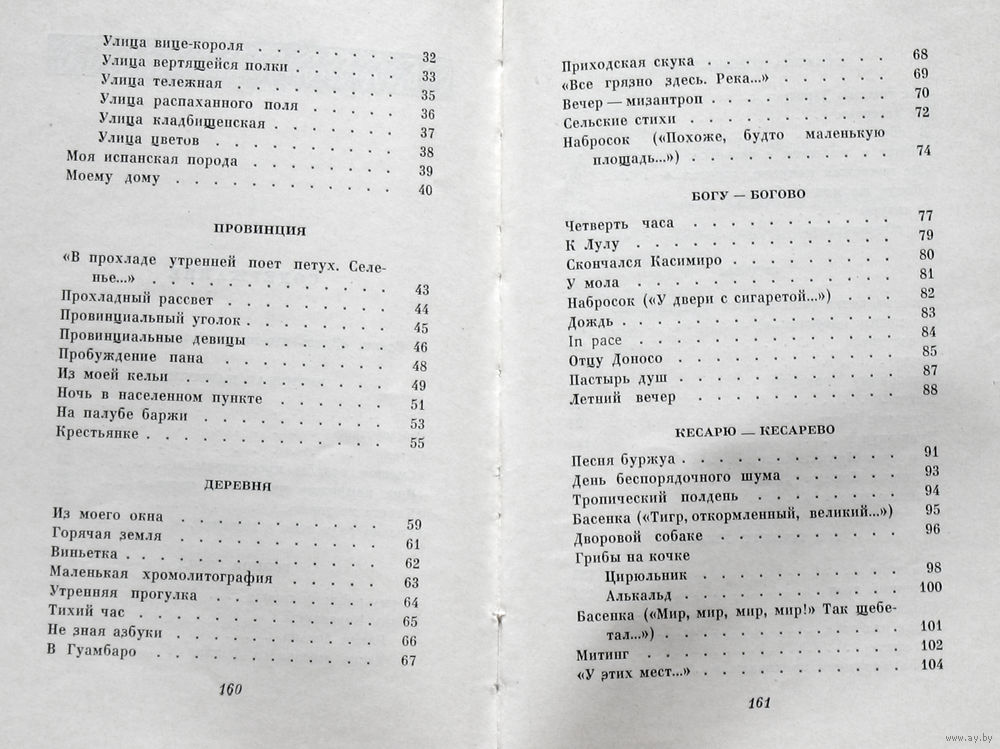 Улица вице-короля . . . . . . . . 32
Улица вертящейся полки . . . . . . 33
Улица тележная . . . . . . . . . 35
Улица распаханного поля . . . . . . 36
Улица кладбищенская . . . . . . . 37
Улица цветов . . . . . . . . . . 38
Моя испанская порода . . . . . . . . 39
Моему дому . . . . . . . . . . . 40
ПРОВИНЦИЯ
«В прохладе утренней поет петух. Селе-
нье...» . . . . . . . . . . . . 43
Прохладный рассвет . . . . . . . . . 44
Провинциальный уголок . . . . . . . . 45
Провинциальные девицы . . . . . . . . 46
Пробуждение пана . . . . . . . . . 48
Из моей кельи . . . . . . . . . . 49
Ночь в населенном пункте . . . . . . 51
На палубе баржи . . . . . . . . . . 53
Крестьянке . . . . . . . . . . . . 55
ДЕРЕВНЯ
Из моего окна . . . . . . . . . . 59
Горячая земля . . . . . . . . . . 61
Виньетка . . . . . . . . . . . . 62
Маленькая хромолитография . . . . . . 63
Утренняя прогулка . . . . . . . . . 64
Тихий час . . . . . . . . . . . . 65
Не зная азбуки . . . . . . . . . . 66
В Гуамбаро . . . . . . . . . . . 67
160
Приходская скука . . . . . . . . . 68
«Все грязно здесь. Река...» . . . . . . 69
Вечер — мизантроп . . . . . . . . . 70
Сельские стихи . . . . . . . . . . 72
Набросок («Похоже, будто маленькую
площадь...») . . . . . . . . . . 74
БОГУ — БОГОВО
Четверть часа . . . . . . . . . . 77
К Лулу . . . . . . . . . . . . 79
Скончался Касимиро . . . . . . . . 80
У мола . . . . . . . . . . . . 81
Набросок («У двери с сигаретой...») . . . 82
Дождь . . . . . . . . . . . . . 83
In pace . . . . . . . . . . . . 84
Отцу Доносо . . . . . . . . . . . 85
Пастырь душ . . . . . . . . . . . 87
Летний вечер . . . . . . . . . . 88
КЕСАРЮ — КЕСАРЕВО
Песня буржуа . . . . . . . . . . . 91
День беспорядочного шума . . . . . . 93
Тропический полдень . . . . . . . . 94
Басенка («Тигр, откормленный, великий...») 95
Дворовой собаке . . . . . . . . . . 96
Грибы на кочке
Цирюльник . . . . . . . . . . 98
Алькальд . . . . . . . . . . . 100
Басенка («Мир, мир, мир, мир!» Так щебе-
тал...») . . . . . . . . . . . . 101
Митинг . . . . . . . . . . . . . 102
«У этих мест...» . . . . . . . . . . 104
161
www.ay.by